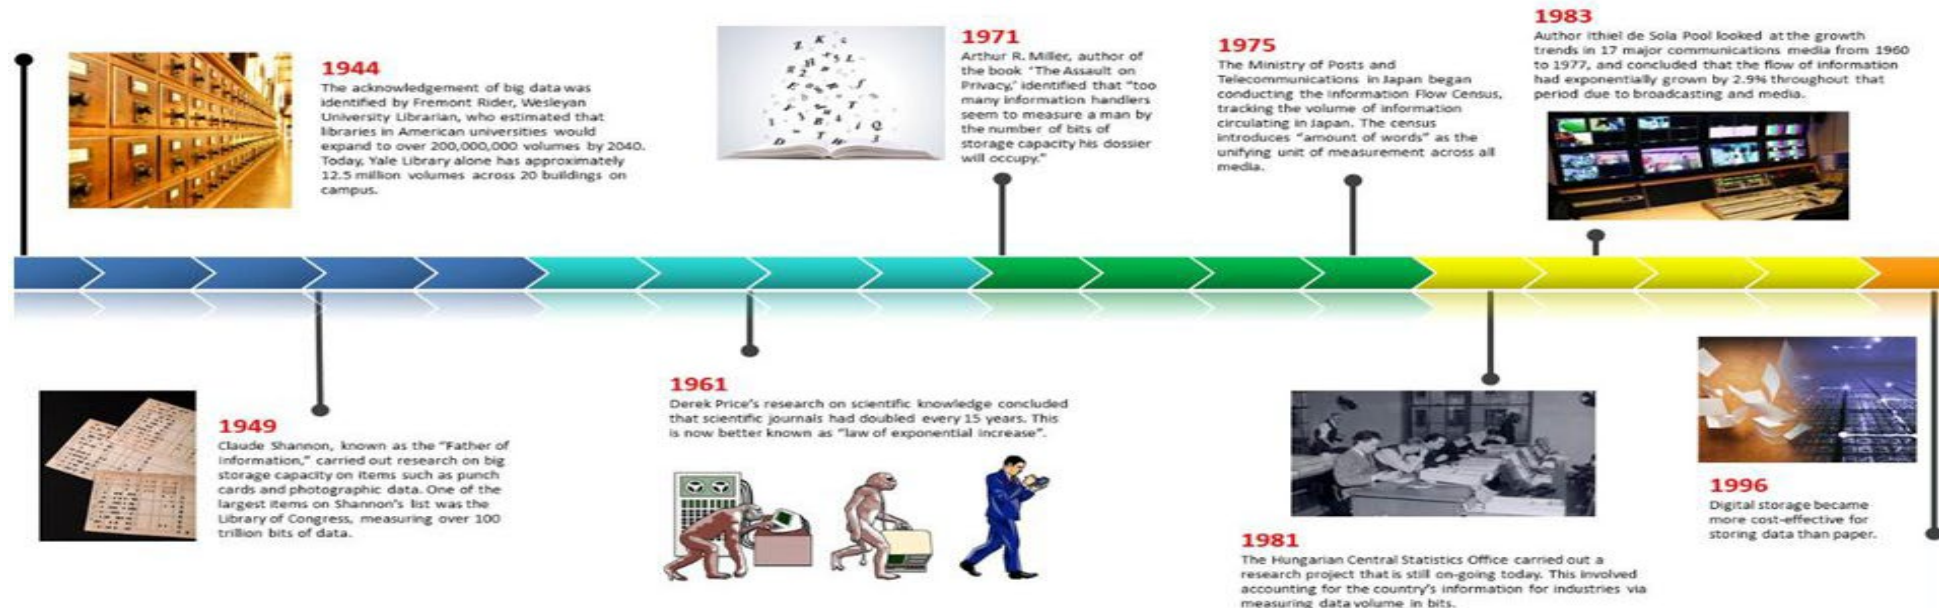 1944
The acknowledgement of big data was
identified by Fremont Rider, Wesleyan
University Librarian, who estimated that
libraries in American universities would
expand to over 200,000,000 volumes by 2040.
Today, Yale Library alone has approximately
12.5 million volumes across 20 buildings on
campus.
1949
Claude Shannon, known as the "Father of
Information," carried out research on big
storage capacity on items such as punch
cards and photographic data. One of the
largest items on Shannon's list was the
Library of Congress, measuring over 100
trillion bits of data.
1961
Derek Price's research on scientific knowledge concluded
that scientific journals had doubled every 15 years. This
is now better known as "law of exponential increase".
1971
Arthur R. Miller, author of
the book 'The Assault on
Privacy,' identified that "too
many information handlers
seem to measure a man by
the number of bits of
storage capacity his dossier
will occupy."
1975
The Ministry of Posts and
Telecommunications in Japan began
conducting the Information Flow Census,
tracking the volume of information
circulating in Japan. The census
introduces "amount of words" as the
unifying unit of measurement across all
media.
1981
The Hungarian Central Statistics Office carried out a
research project that is still on-going today. This involved
accounting for the country's information for industries via
measuring data volume in bits.
1983
Author Ithiel de Sola Pool looked at the growth
trends in 17 major communications media from 1960
to 1977, and concluded that the flow of information
had exponentially grown by 2.9% throughout that
period due to broadcasting and media.
1996
Digital storage became
more cost-effective for
storing data than paper.